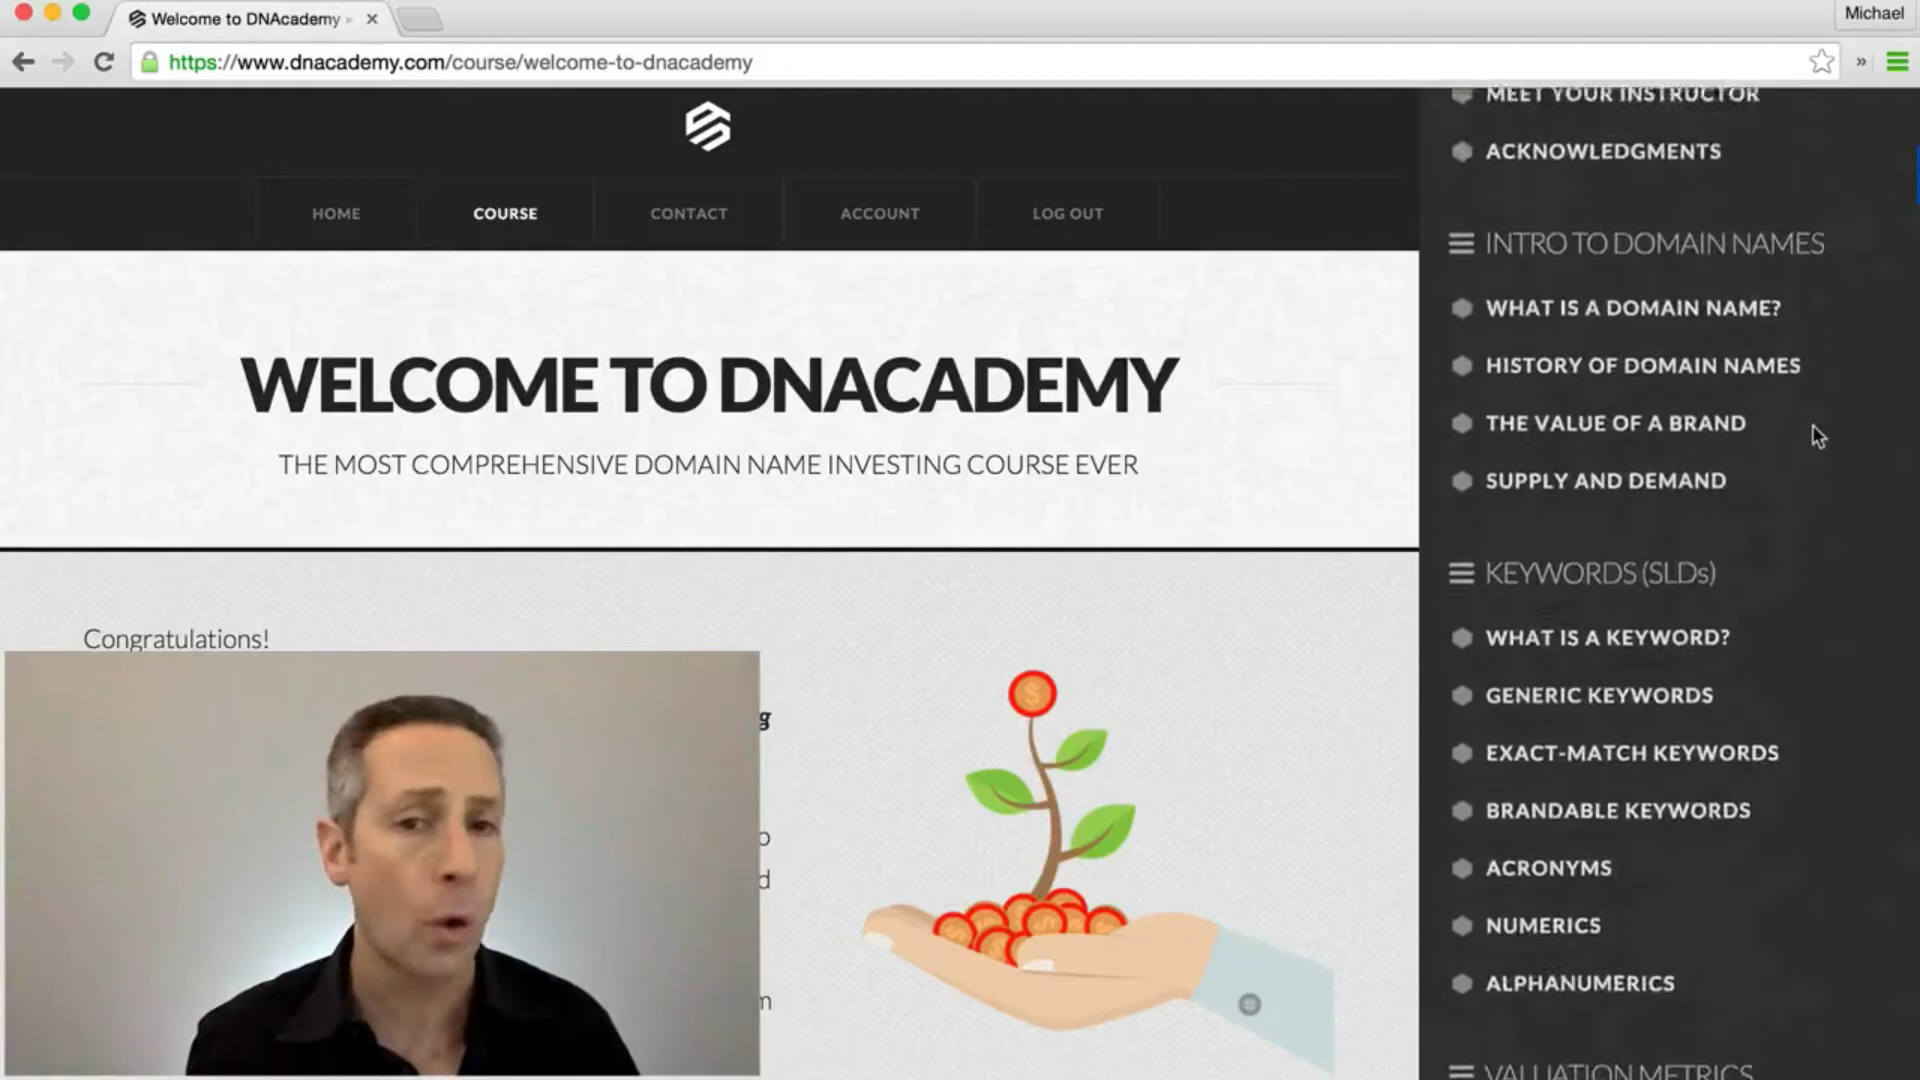 Welcome to DNAcademy
Michael
https://www.dnacademy.com/course/welcome-to-dnacademy
HOME
COURSE
CONTACT
ACCOUNT
LOG OUT
WELCOME TO DNACADEMY
THE MOST COMPREHENSIVE DOMAIN NAME INVESTING COURSE EVER
Congratulations!
g
o
d
m
MEET YOUR INSTRUCTOR
ACKNOWLEDGMENTS
INTRO TO DOMAIN NAMES
WHAT IS A DOMAIN NAME?
HISTORY OF DOMAIN NAMES
THE VALUE OF A BRAND
SUPPLY AND DEMAND
KEYWORDS (SLDs)
WHAT IS A KEYWORD?
GENERIC KEYWORDS
EXACT-MATCH KEYWORDS
BRANDABLE KEYWORDS
ACRONYMS
NUMERICS
ALPHANUMERICS
VALUATION METRICS